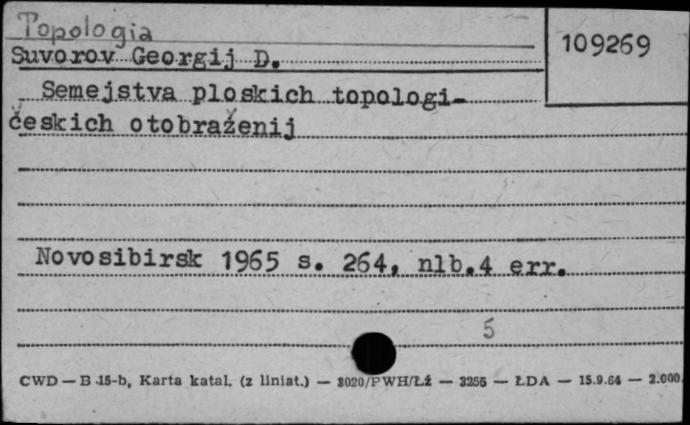 Topologia
109269
Suvorov Georgij D.
Semejstva ploskich topologi-
českich otobraženij
Novosibirsk 1965 s. 264, nlb.4 err.
5
CWD — B 15-b, Karta katal. (z liniat.) — 3020/PWH/Łź — 3256 — ŁDA — 15.9.64 — 2.000.